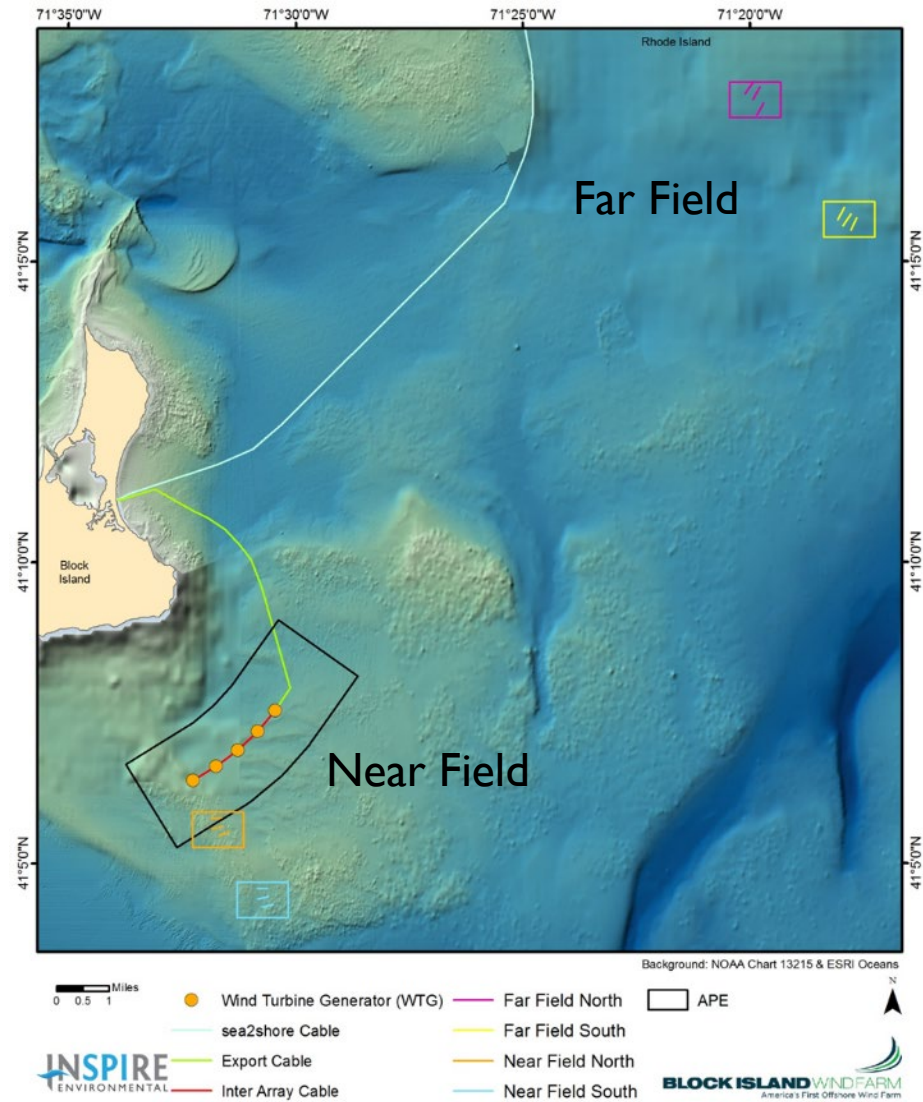 71°35'0"W 71°30'0"W 71°25'0"W 71°20'0"W
Rhode Island
Far Field
41°15'0"N 41°15'0"N
Block
Island
41°10'0"N 41°10'0"N
Near Field
41°5'0"N 41°5'0"N
Background: NOAA Chart 13215 & ESRI Oceans
Miles
0 0.5 1
Wind Turbine Generator (WTG)
sea2shore Cable
Export Cable
Inter Array Cable
Far Field North
Far Field South
Near Field North
Near Field South
APE
N
INSPIRE
ENVIRONMENTAL
BLOCK ISLAND WIND FARM
America's First Offshore Wind Farm